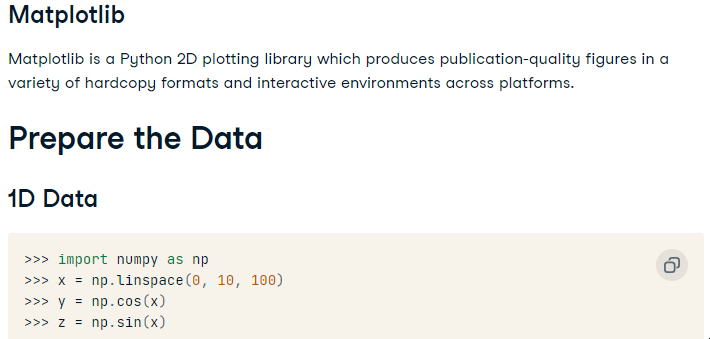 Matplotlib
Matplotlib is a Python 2D plotting library which produces publication-quality figures in a
variety of hardcopy formats and interactive environments across platforms.
Prepare the Data
1D Data
>>> import numpy as np
>>> x = np.linspace(0, 10, 100)
>>> y = np.cos(x)
>>> z = np.sin(x)